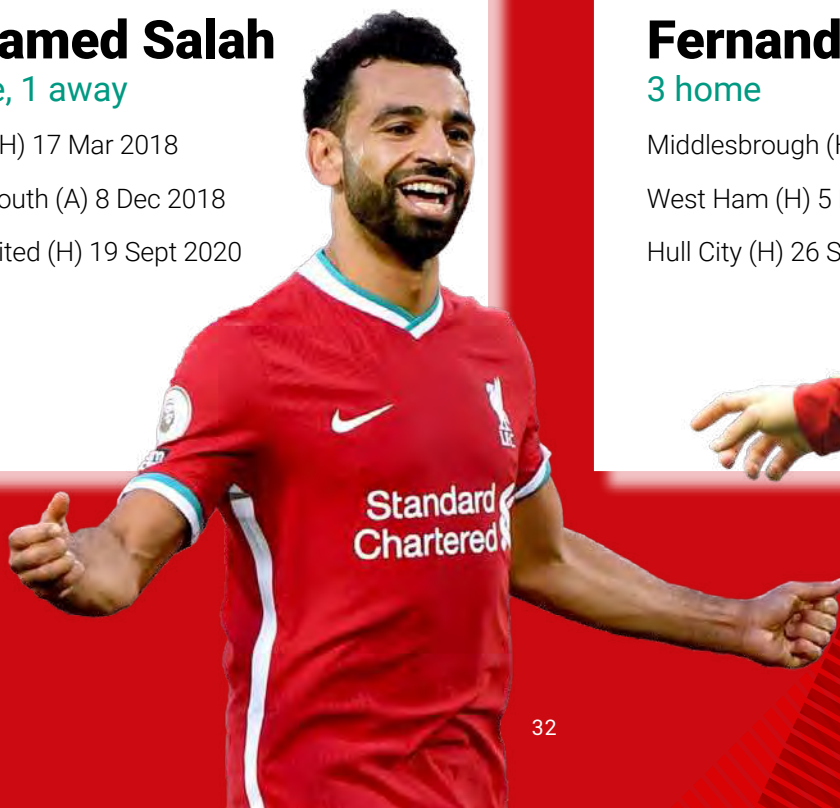 amed Salah
e, 1 away
(H) 17 Mar 2018
outh (A) 8 Dec 2018
ited (H) 19 Sept 2020
Fernand
3 home
Middlesbrough (H
West Ham (H) 5
Hull City (H) 26 S
LFC
Standard
Chartered
32